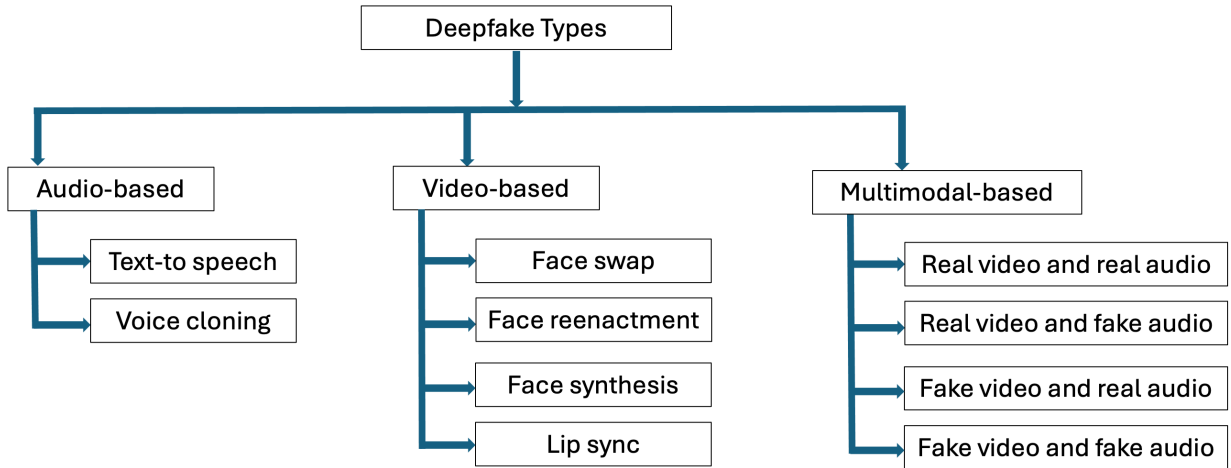 Deepfake Types
Audio-based
Text-to speech
Voice cloning
Video-based
Face swap
Face reenactment
Face synthesis
Lip sync
Multimodal-based
Real video and real audio
Real video and fake audio
Fake video and real audio
Fake video and fake audio